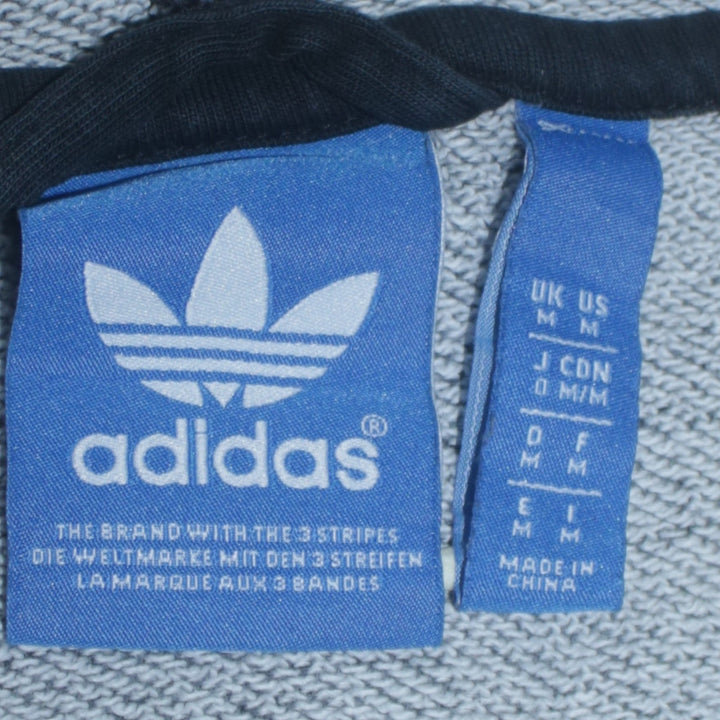 adidas®
THE BRAND WITH THE 3 STRIPES
DIE WELTMARKE MIT DEN 3 STREIFEN
LA MARQUE AUX 3 BANDES
UK US
M M
J CDN
O M/M
D F
M M
E I
M M
MADE IN
CHINA